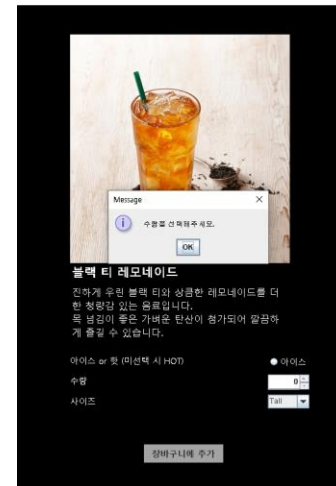 Message
수량을 선택해주세요.
OK
블랙 티 레모네이드
진하게 우린 블랙 티와 상큼한 레모네이드를 더
한 청량감 있는 음료입니다.
목 넘김이 좋은 가벼운 탄산이 첨가되어 깔끔하
게 즐길 수 있습니다.
아이스 or 핫 (미선택 시 HOT) 아이스
수량 0
사이즈 Tall
장바구니에 추가